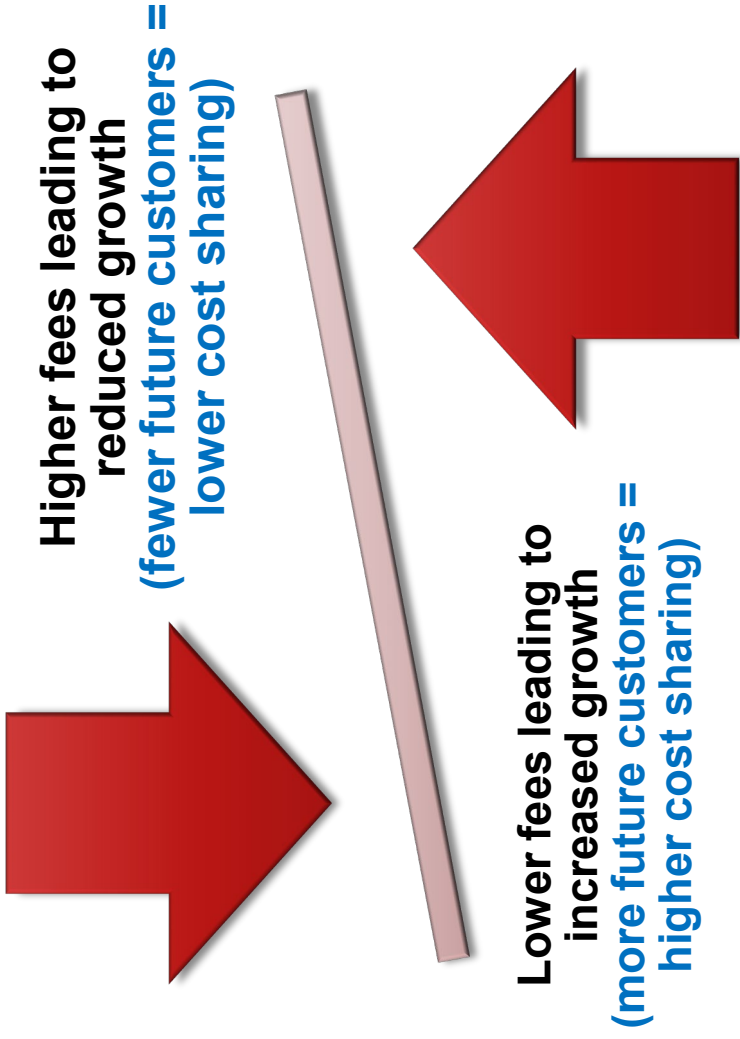 Higher fees leading to
reduced growth
(fewer future customers =
lower cost sharing)
Lower fees leading to
increased growth
(more future customers =
higher cost sharing)